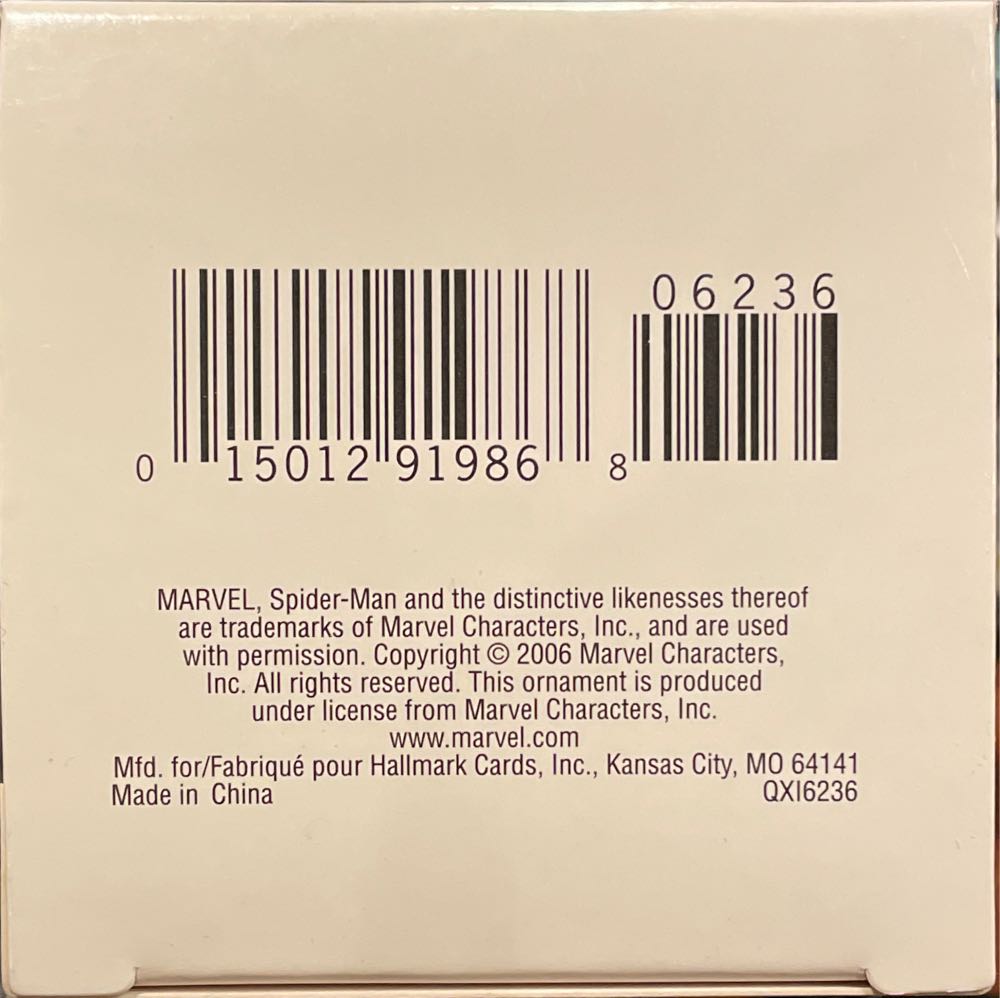 06236
0 15012 91986 8
MARVEL, Spider-Man and the distinctive likenesses thereof
are trademarks of Marvel Characters, Inc., and are used
with permission. Copyright © 2006 Marvel Characters,
Inc. All rights reserved. This ornament is produced
under license from Marvel Characters, Inc.
www.marvel.com
Mfd. for/Fabriqué pour Hallmark Cards, Inc., Kansas City, MO 64141
Made in China QXI6236